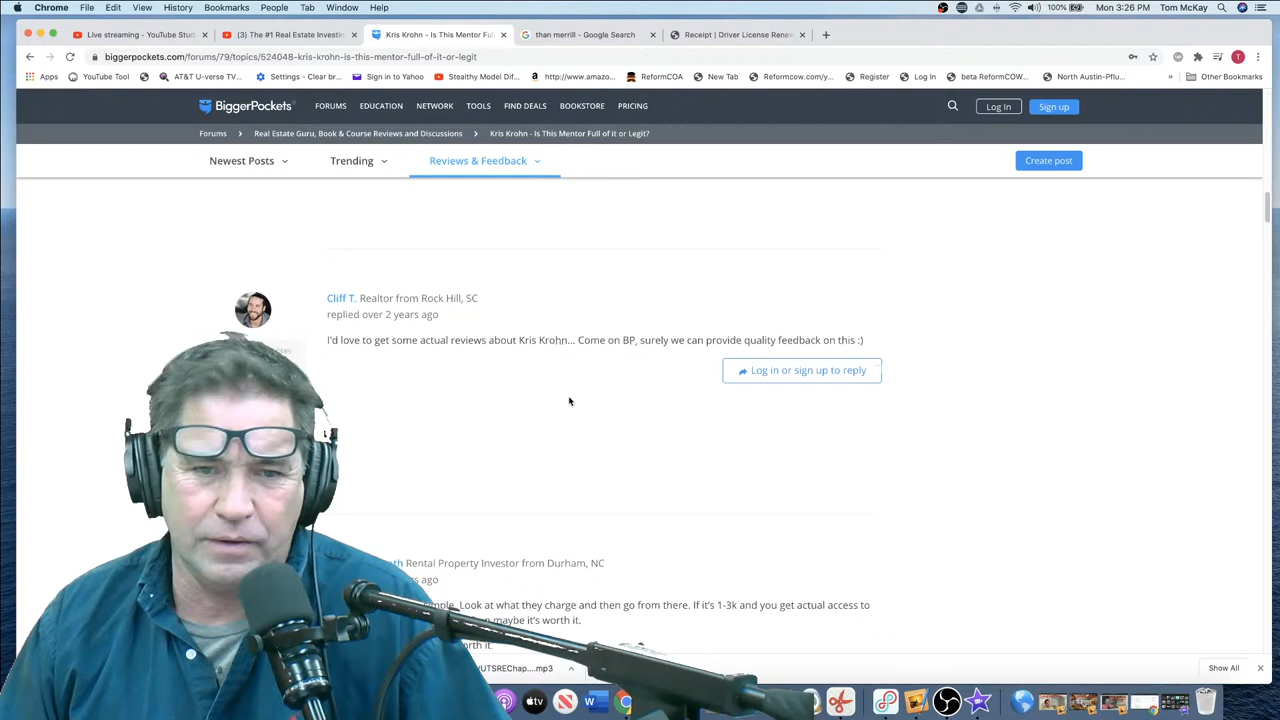 Chrome File Edit View History Bookmarks People Tab Window Help 100% Mon 3:26 PM Tom McKay
Live streaming - YouTube Stud (3) The #1 Real Estate Investin Kris Krohn - Is This Mentor Ful than merrill - Google Search Receipt | Driver License Renew
biggerpockets.com/forums/79/topics/524048-kris-krohn-is-this-mentor-full-of-it-or-legit T
Apps YouTube Tool AT&T U-verse TV... Settings - Clear br... Sign in to Yahoo Stealthy Model Dif... http://www.amazo... ReformCOA New Tab Reformcow.com/y... Register Log In beta ReformCOW... North Austin-Pflu... » Other Bookmarks
BiggerPockets FORUMS EDUCATION NETWORK TOOLS FIND DEALS BOOKSTORE PRICING Log In Sign up
Forums > Real Estate Guru, Book & Course Reviews and Discussions > Kris Krohn - Is This Mentor Full of it or Legit?
Newest Posts Trending Reviews & Feedback Create post
Cliff T. Realtor from Rock Hill, SC
replied over 2 years ago
I'd love to get some actual reviews about Kris Krohn... Come on BP, surely we can provide quality feedback on this :)
Log in or sign up to reply
Rental Property Investor from Durham, NC
ago
Look at what they charge and then go from there. If it's 1-3k and you get actual access to
maybe it's worth it.
worth it
UTSREChap....mp3 Show All
tv W